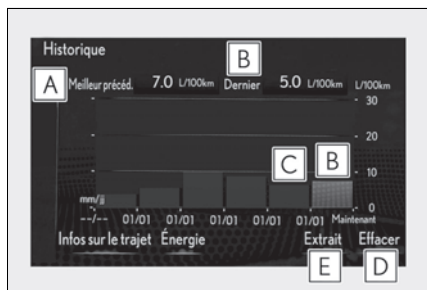 Historique
B
A Meilleur précéd. 7.0 L/100km Dernier 5.0 L/100km L/100km
30
20
C B
10
mm/jj 0
--/-- 01/01 01/01 01/01 01/01 01/01 Maintenant
Infos sur le trajet Énergie Extrait Effacer
E D